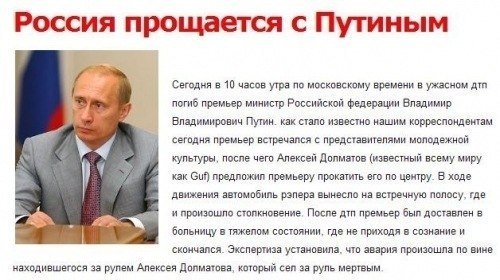 Россия прощается с Путиным
Сегодня в 10 часов утра по московскому времени в ужасном дтп
погиб премьер министр Российской федерации Владимир
Владимирович Путин. как стало известно нашим корреспондентам
сегодня премьер встречался с представителями молодежной
культуры, после чего Алексей Долматов (известный всему миру
как Guf) предложил премьеру прокатить его по центру. В ходе
движения автомобиль рэпера вынесло на встречную полосу, где
и произошло столкновение. После дтп премьер был доставлен в
больницу в тяжелом состоянии, где не приходя в сознание и
скончался. Экспертиза установила, что авария произошла по вине
находившегося за рулем Алексея Долматова, который сел за руль мертвым.